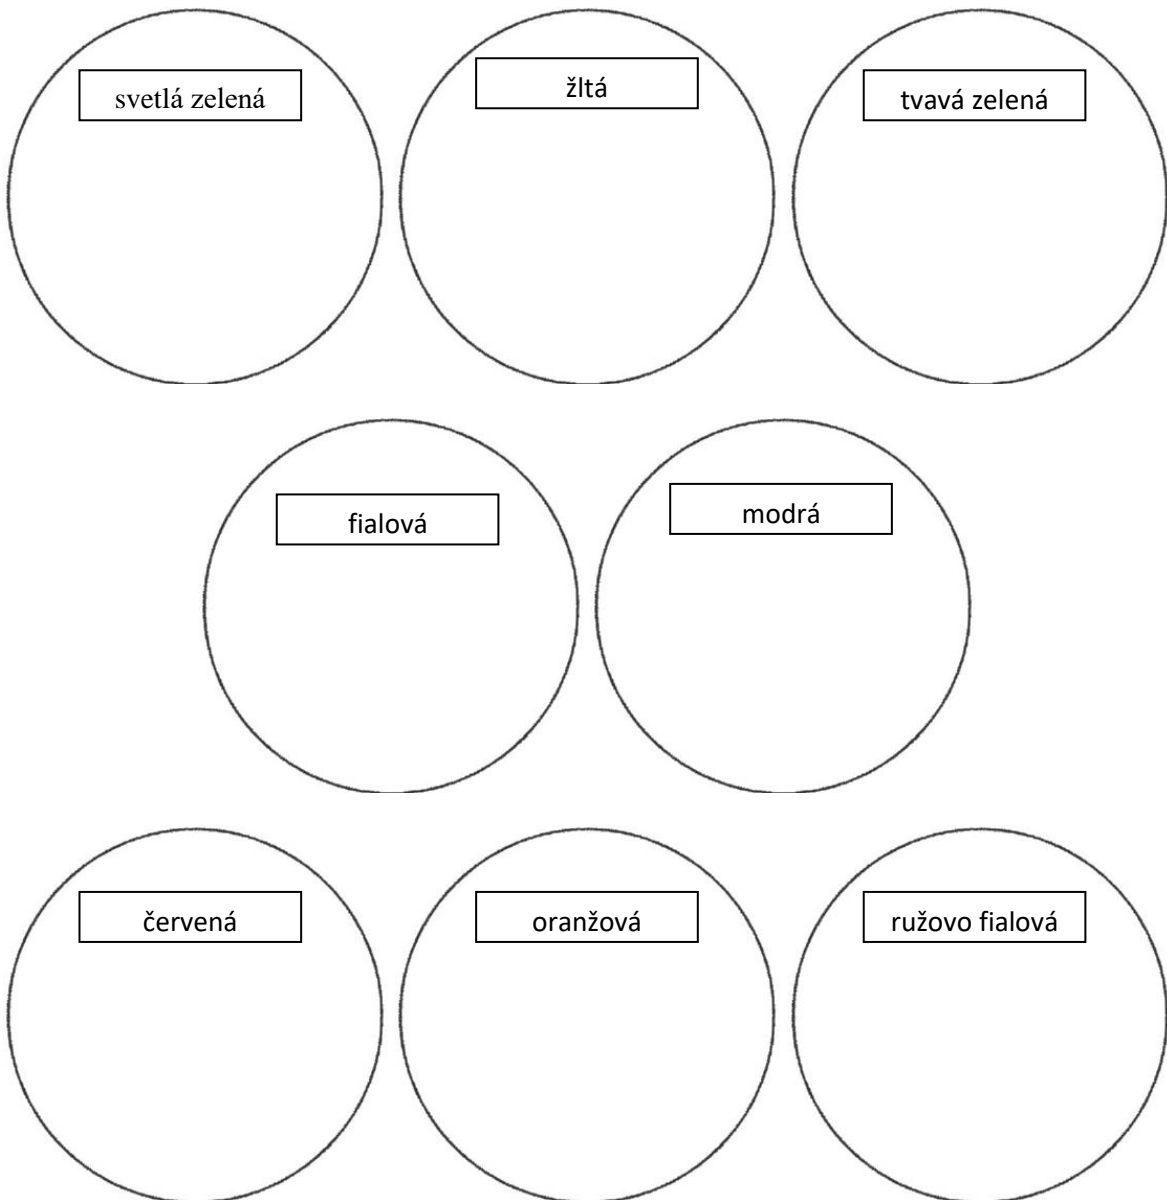 svetlá zelená
žltá
tvavá zelená
fialová
modrá
červená
oranžová
ružovo fialová